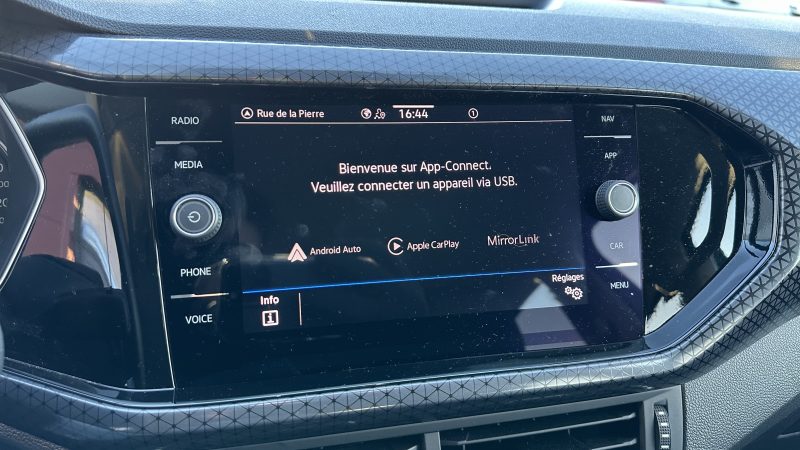 Rue de la Pierre
16:44
1
RADIO
MEDIA
PHONE
VOICE
Bienvenue sur App-Connect.
Veuillez connecter un appareil via USB.
Android Auto
Apple CarPlay
MirrorLink
Info
Réglages
NAV
APP
CAR
MENU